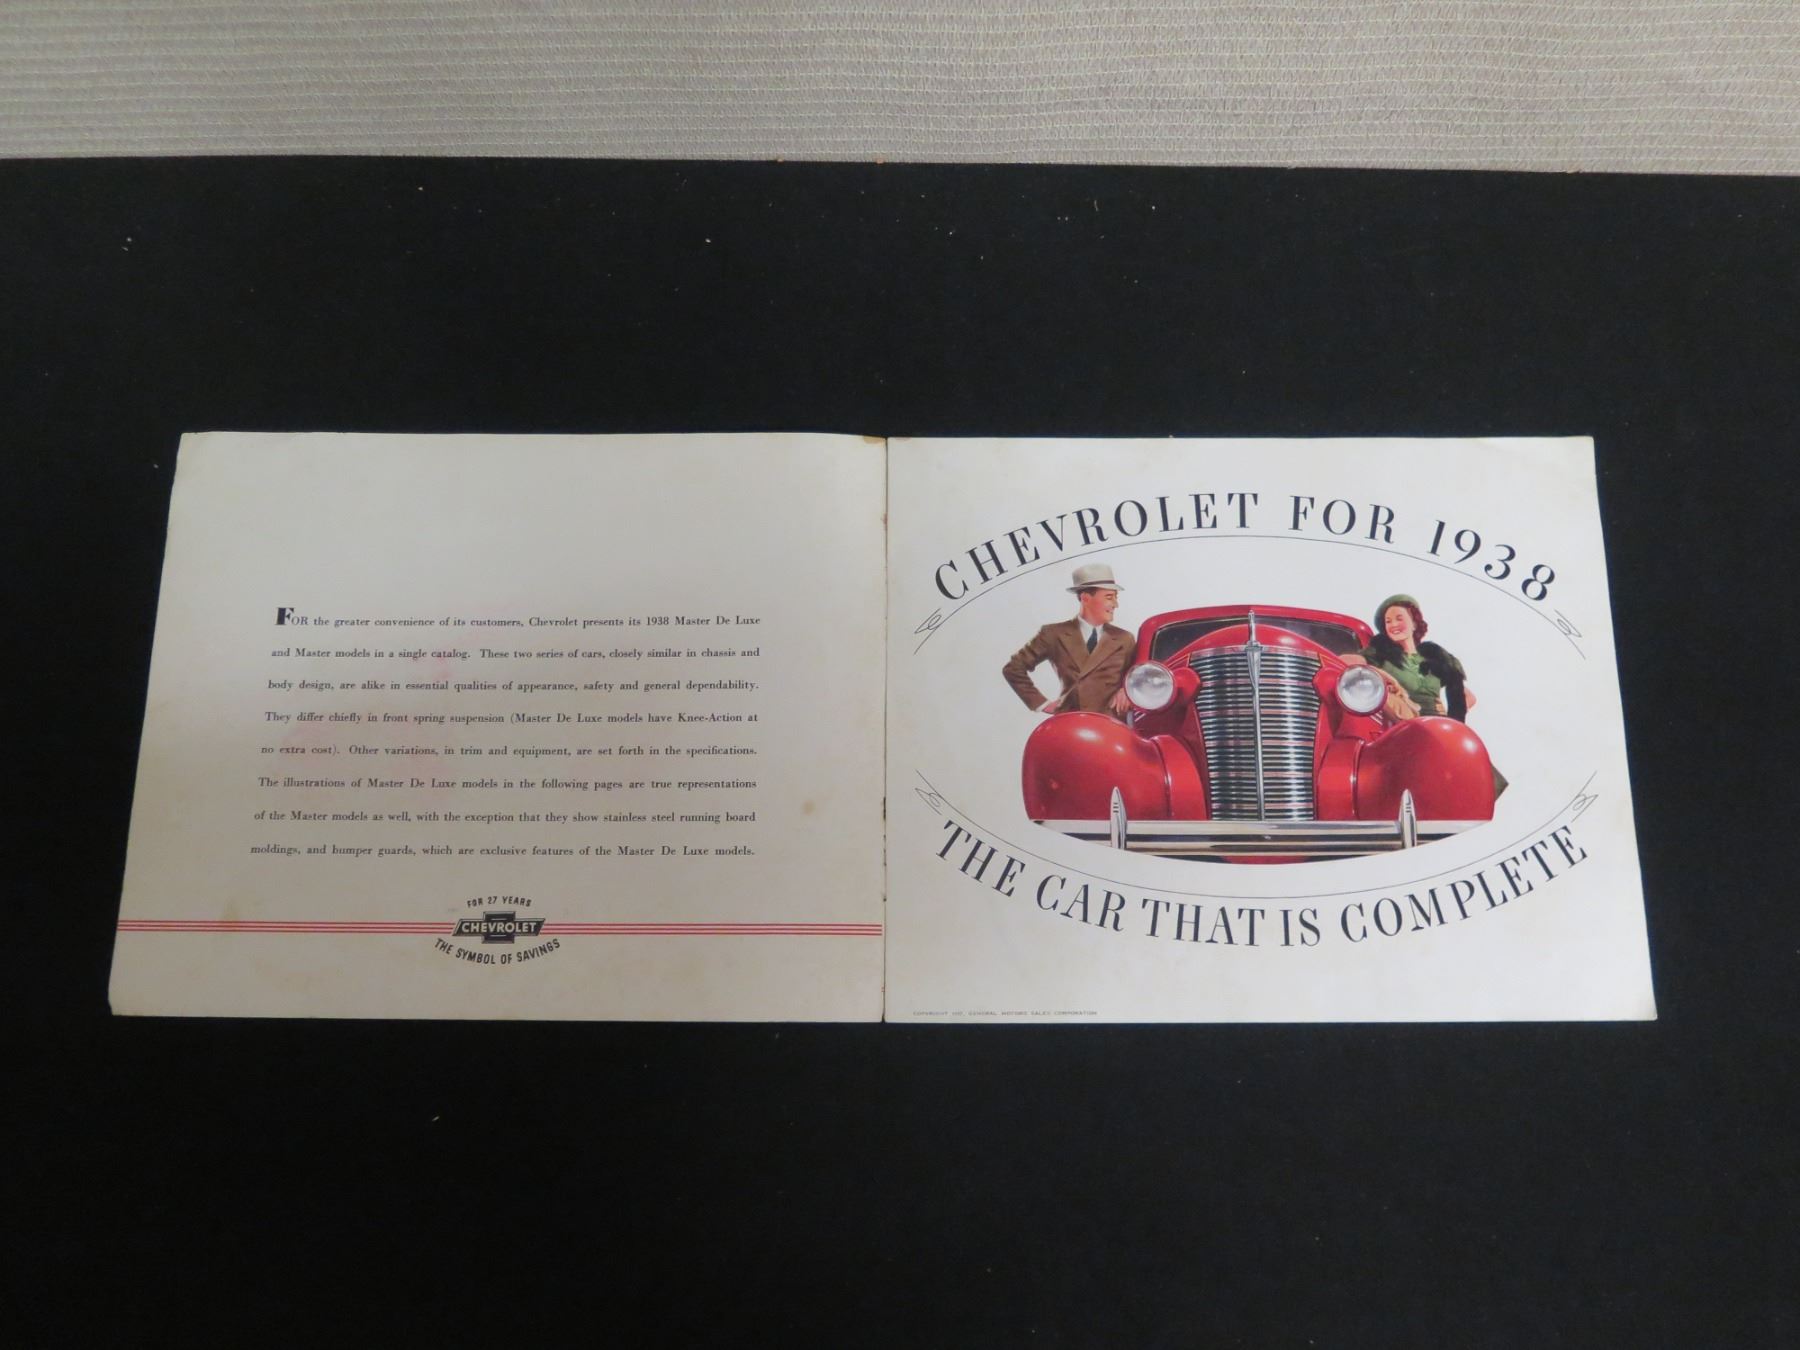 FOR the greater convenience of its customers, Chevrolet presents its 1938 Master De Luxe
and Master models in a single catalog. These two series of cars, closely similar in chassis and
body design, are alike in essential qualities of appearance, safety and general dependability.
They differ chiefly in front spring suspension (Master De Luxe models have Knee-Action at
no extra cost). Other variations, in trim and equipment, are set forth in the specifications.
The illustrations of Master De Luxe models in the following pages are true representations
of the Master models as well, with the exception that they show stainless steel running board
moldings, and bumper guards, which are exclusive features of the Master De Luxe models.
FOR 27 YEARS
CHEVROLET
THE SYMBOL OF SAVINGS
CHEVROLET FOR 1938
THE CAR THAT IS COMPLETE
COPYRIGHT GENERAL MOTORS SALES CORPORATION